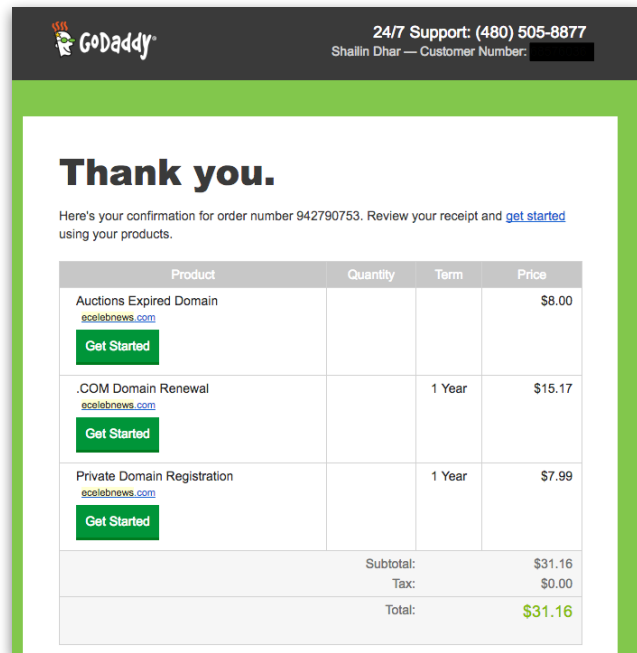 GoDaddy
24/7 Support: (480) 505-8877
Shailin Dhar — Customer Number:
Thank you.
Here's your confirmation for order number 942790753. Review your receipt and get started
using your products.
Product Quantity Term Price
Auctions Expired Domain $8.00
ecelebnews.com
Get Started
.COM Domain Renewal 1 Year $15.17
ecelebnews.com
Get Started
Private Domain Registration 1 Year $7.99
ecelebnews.com
Get Started
Subtotal: $31.16
Tax: $0.00
Total: $31.16